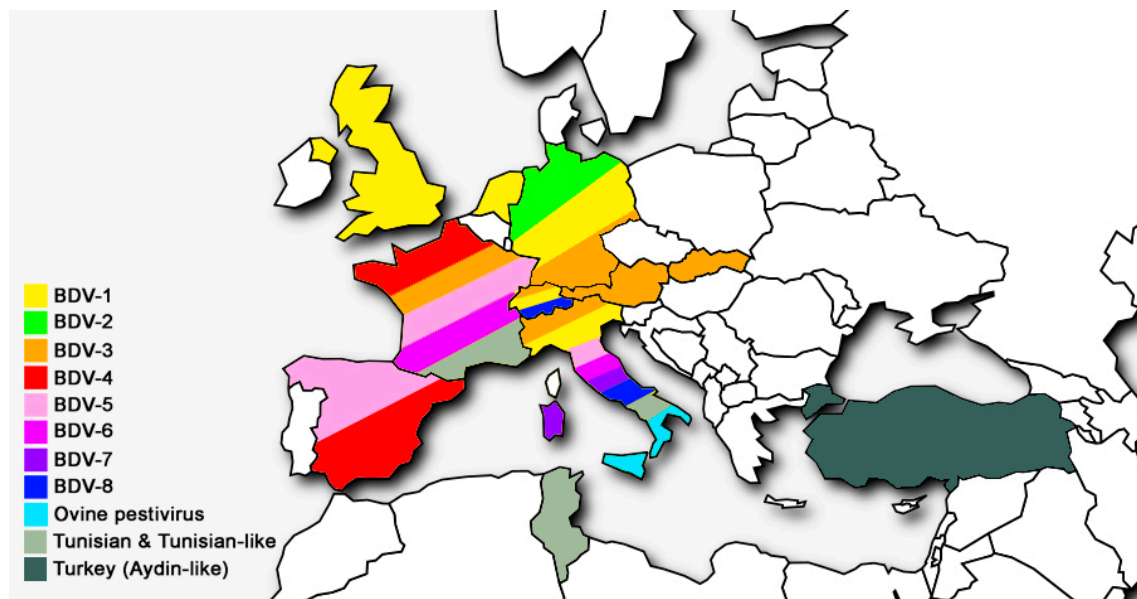 BDV-1
BDV-2
BDV-3
BDV-4
BDV-5
BDV-6
BDV-7
BDV-8
Ovine pestivirus
Tunisian & Tunisian-like
Turkey (Aydin-like)